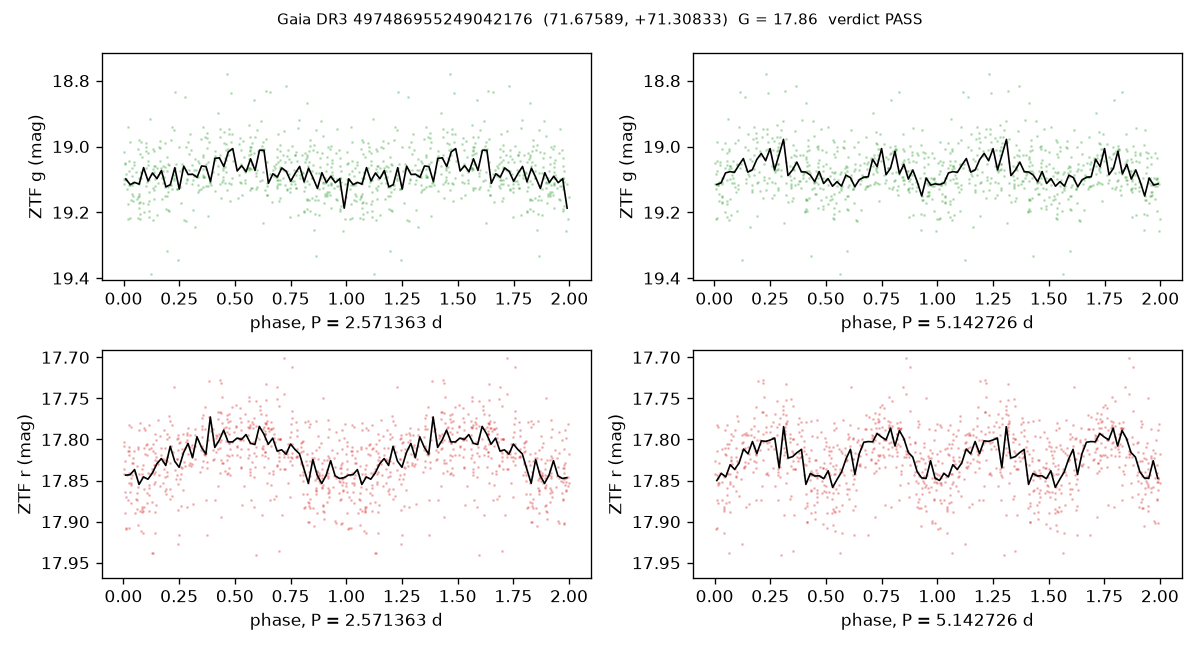 Gaia DR3 497486955249042176  (71.67589, +71.30833)  G = 17.86  verdict PASS
ZTF g (mag)
18.8
19.0
19.2
19.4
0.00 0.25 0.50 0.75 1.00 1.25 1.50 1.75 2.00
phase, P = 2.571363 d
ZTF g (mag)
18.8
19.0
19.2
19.4
0.00 0.25 0.50 0.75 1.00 1.25 1.50 1.75 2.00
phase, P = 5.142726 d
ZTF r (mag)
17.70
17.75
17.80
17.85
17.90
17.95
0.00 0.25 0.50 0.75 1.00 1.25 1.50 1.75 2.00
phase, P = 2.571363 d
ZTF r (mag)
17.70
17.75
17.80
17.85
17.90
17.95
0.00 0.25 0.50 0.75 1.00 1.25 1.50 1.75 2.00
phase, P = 5.142726 d